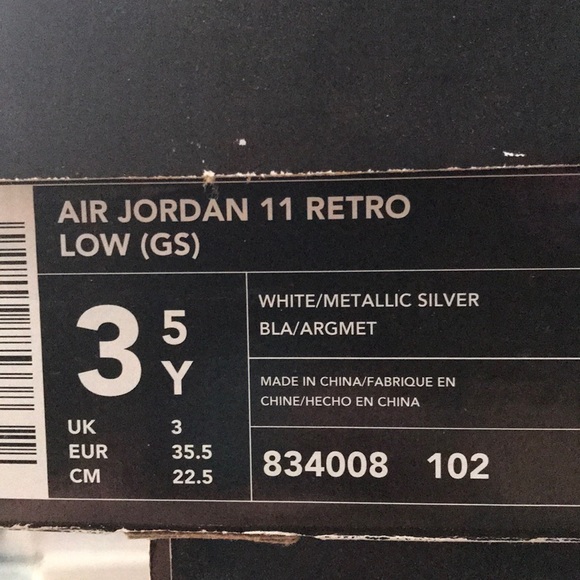 AIR JORDAN 11 RETRO
LOW (GS)
3 5
Y
WHITE/METALLIC SILVER
BLA/ARGMET
MADE IN CHINA/FABRIQUE EN
CHINE/HECHO EN CHINA
UK 3
EUR 35.5
CM 22.5
834008 102